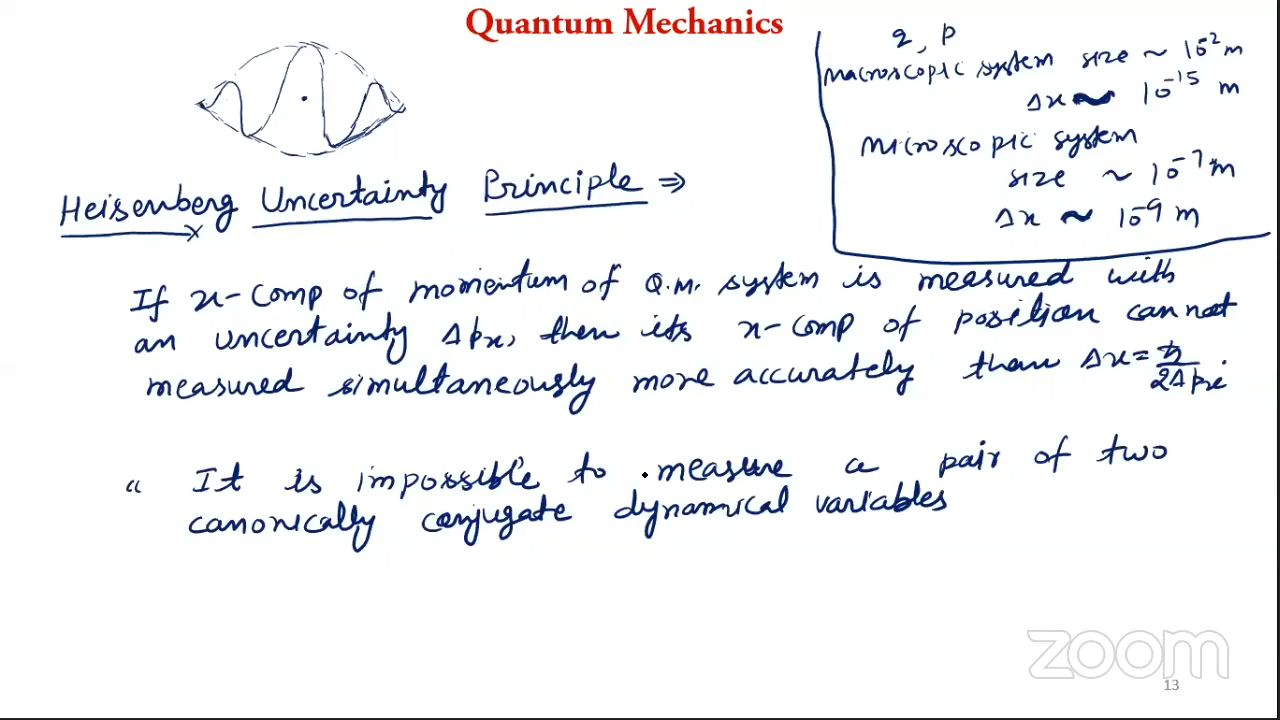 Quantum Mechanics
q, p
macroscopic system size ~ 10⁻² m
Δx ~ 10⁻¹⁵ m
microscopic system
size ~ 10⁻⁷ m
Δx ~ 10⁻⁹ m
Heisenberg Uncertainty Principle ⇒
If x-comp of momentum of Q.M. system is measured with
an uncertainty Δpx, then its x-comp of position cannot
measured simultaneously more accurately than Δx = ℏ/2Δpx.
“ It is impossible to measure a pair of two
canonically conjugate dynamical variables
zoom
13